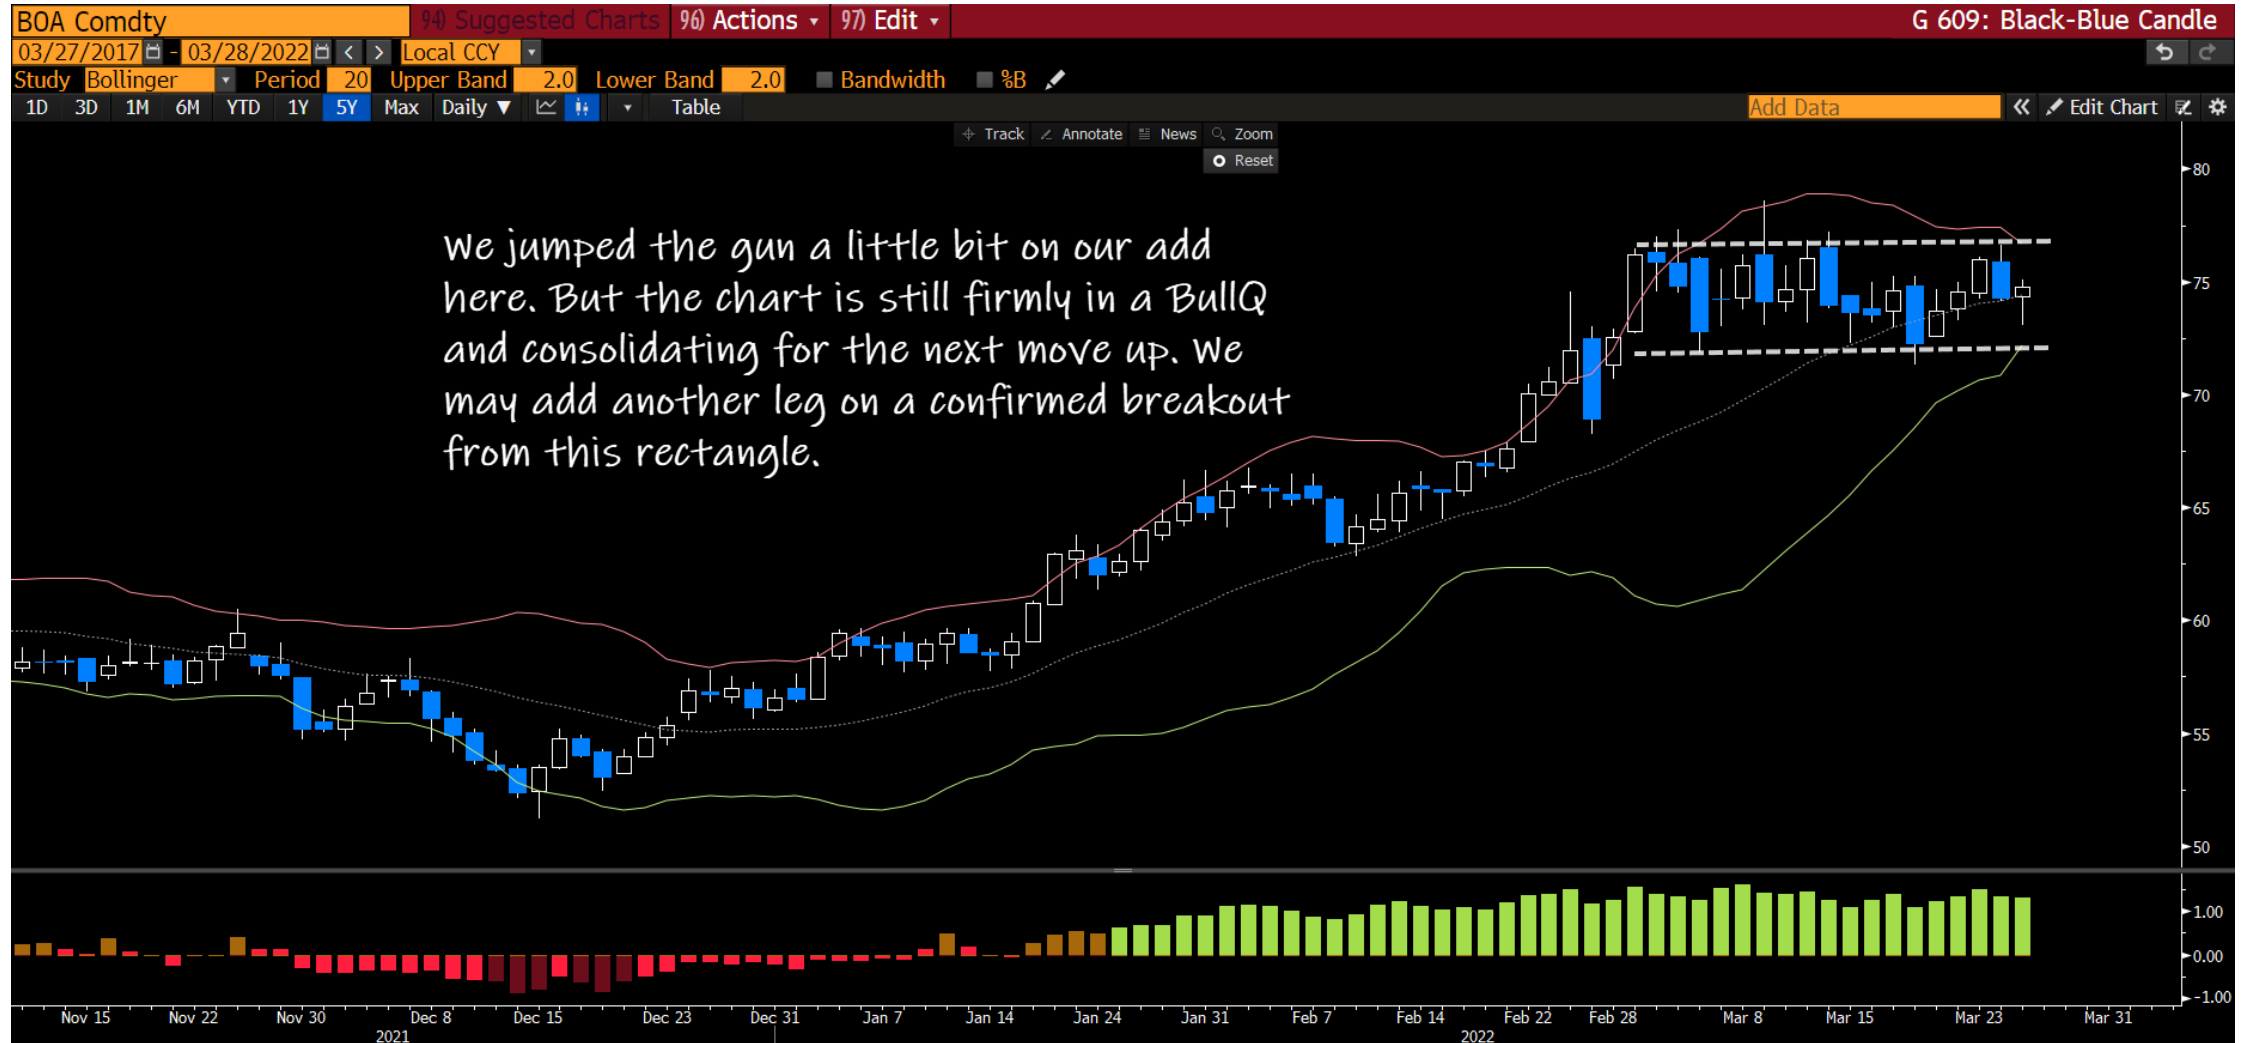 BOA Comdty 94) Suggested Charts 96) Actions 97) Edit G 609: Black-Blue Candle
03/27/2017 - 03/28/2022 < > Local CCY
Study Bollinger Period 20 Upper Band 2.0 Lower Band 2.0 Bandwidth %B
1D 3D 1M 6M YTD 1Y 5Y Max Daily ▼ Table Add Data « Edit Chart
Track Annotate News Zoom
Reset
We jumped the gun a little bit on our add
here. But the chart is still firmly in a BullQ
and consolidating for the next move up. We
may add another leg on a confirmed breakout
from this rectangle.
80
75
70
65
60
55
50
1.00
0.00
-1.00
Nov 15 Nov 22 Nov 30 Dec 8 Dec 15 Dec 23 Dec 31 Jan 7 Jan 14 Jan 24 Jan 31 Feb 7 Feb 14 Feb 22 Feb 28 Mar 8 Mar 15 Mar 23 Mar 31
2021 2022